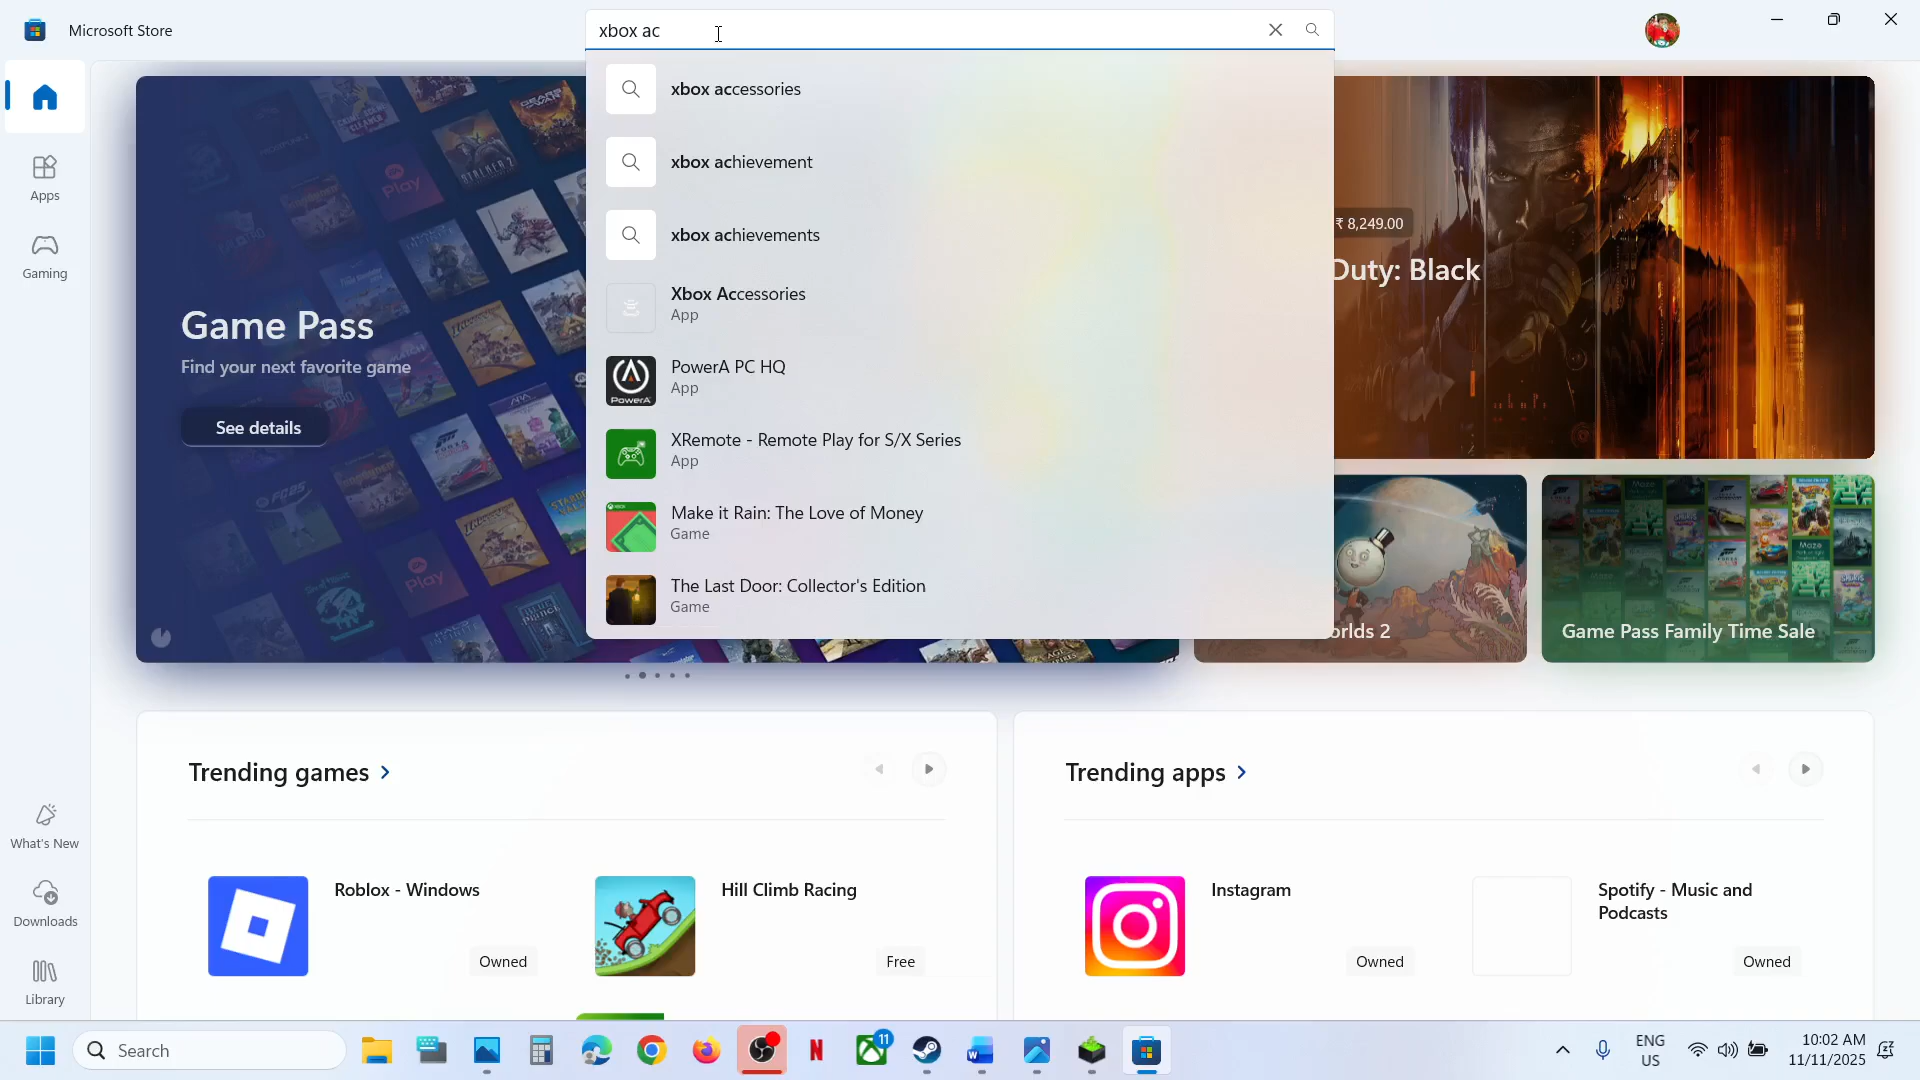 Microsoft Store
xbox ac
Apps
Gaming
What's New
Downloads
Library
xbox accessories
xbox achievement
xbox achievements
Xbox Accessories
App
PowerA PC HQ
App
XRemote - Remote Play for S/X Series
App
Make it Rain: The Love of Money
Game
The Last Door: Collector's Edition
Game
Game Pass
Find your next favorite game
See details
₹ 8,249.00
Duty: Black
orlds 2
Game Pass Family Time Sale
Trending games
Roblox - Windows
Owned
Hill Climb Racing
Free
Trending apps
Instagram
Owned
Spotify - Music and
Podcasts
Owned
Search
11
ENG
US
10:02 AM
11/11/2025